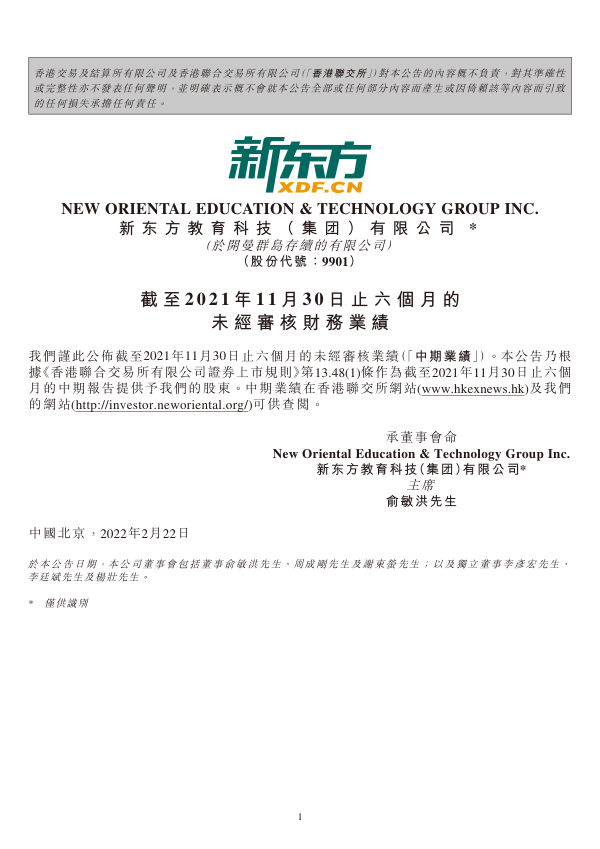 香港交易及結算所有限公司及香港聯合交易所有限公司(「香港聯交所」)對本公告的內容概不負責，對其準確性
或完整性亦不發表任何聲明，並明確表示概不會就本公告全部或任何部分內容而產生或因倚賴該等內容而引致
的任何損失承擔任何責任。
新东方
XDF.CN
NEW ORIENTAL EDUCATION & TECHNOLOGY GROUP INC.
新东方教育科技（集团）有限公司 *
(於開曼群島存續的有限公司)
（股份代號：9901）
截至2021年11月30日止六個月的
未經審核財務業績
我們謹此公佈截至2021年11月30日止六個月的未經審核業績(「中期業績」)。本公告乃根
據《香港聯合交易所有限公司證券上市規則》第13.48(1)條作為截至2021年11月30日止六個
月的中期報告提供予我們的股東。中期業績在香港聯交所網站(www.hkexnews.hk)及我們
的網站(http://investor.neworiental.org/)可供查閱。
承董事會命
New Oriental Education & Technology Group Inc.
新东方教育科技(集团)有限公司*
主席
俞敏洪先生
中國北京，2022年2月22日
於本公告日期，本公司董事會包括董事俞敏洪先生、周成剛先生及謝東螢先生；以及獨立董事李彥宏先生、
李廷斌先生及楊壯先生。
* 僅供識別
1